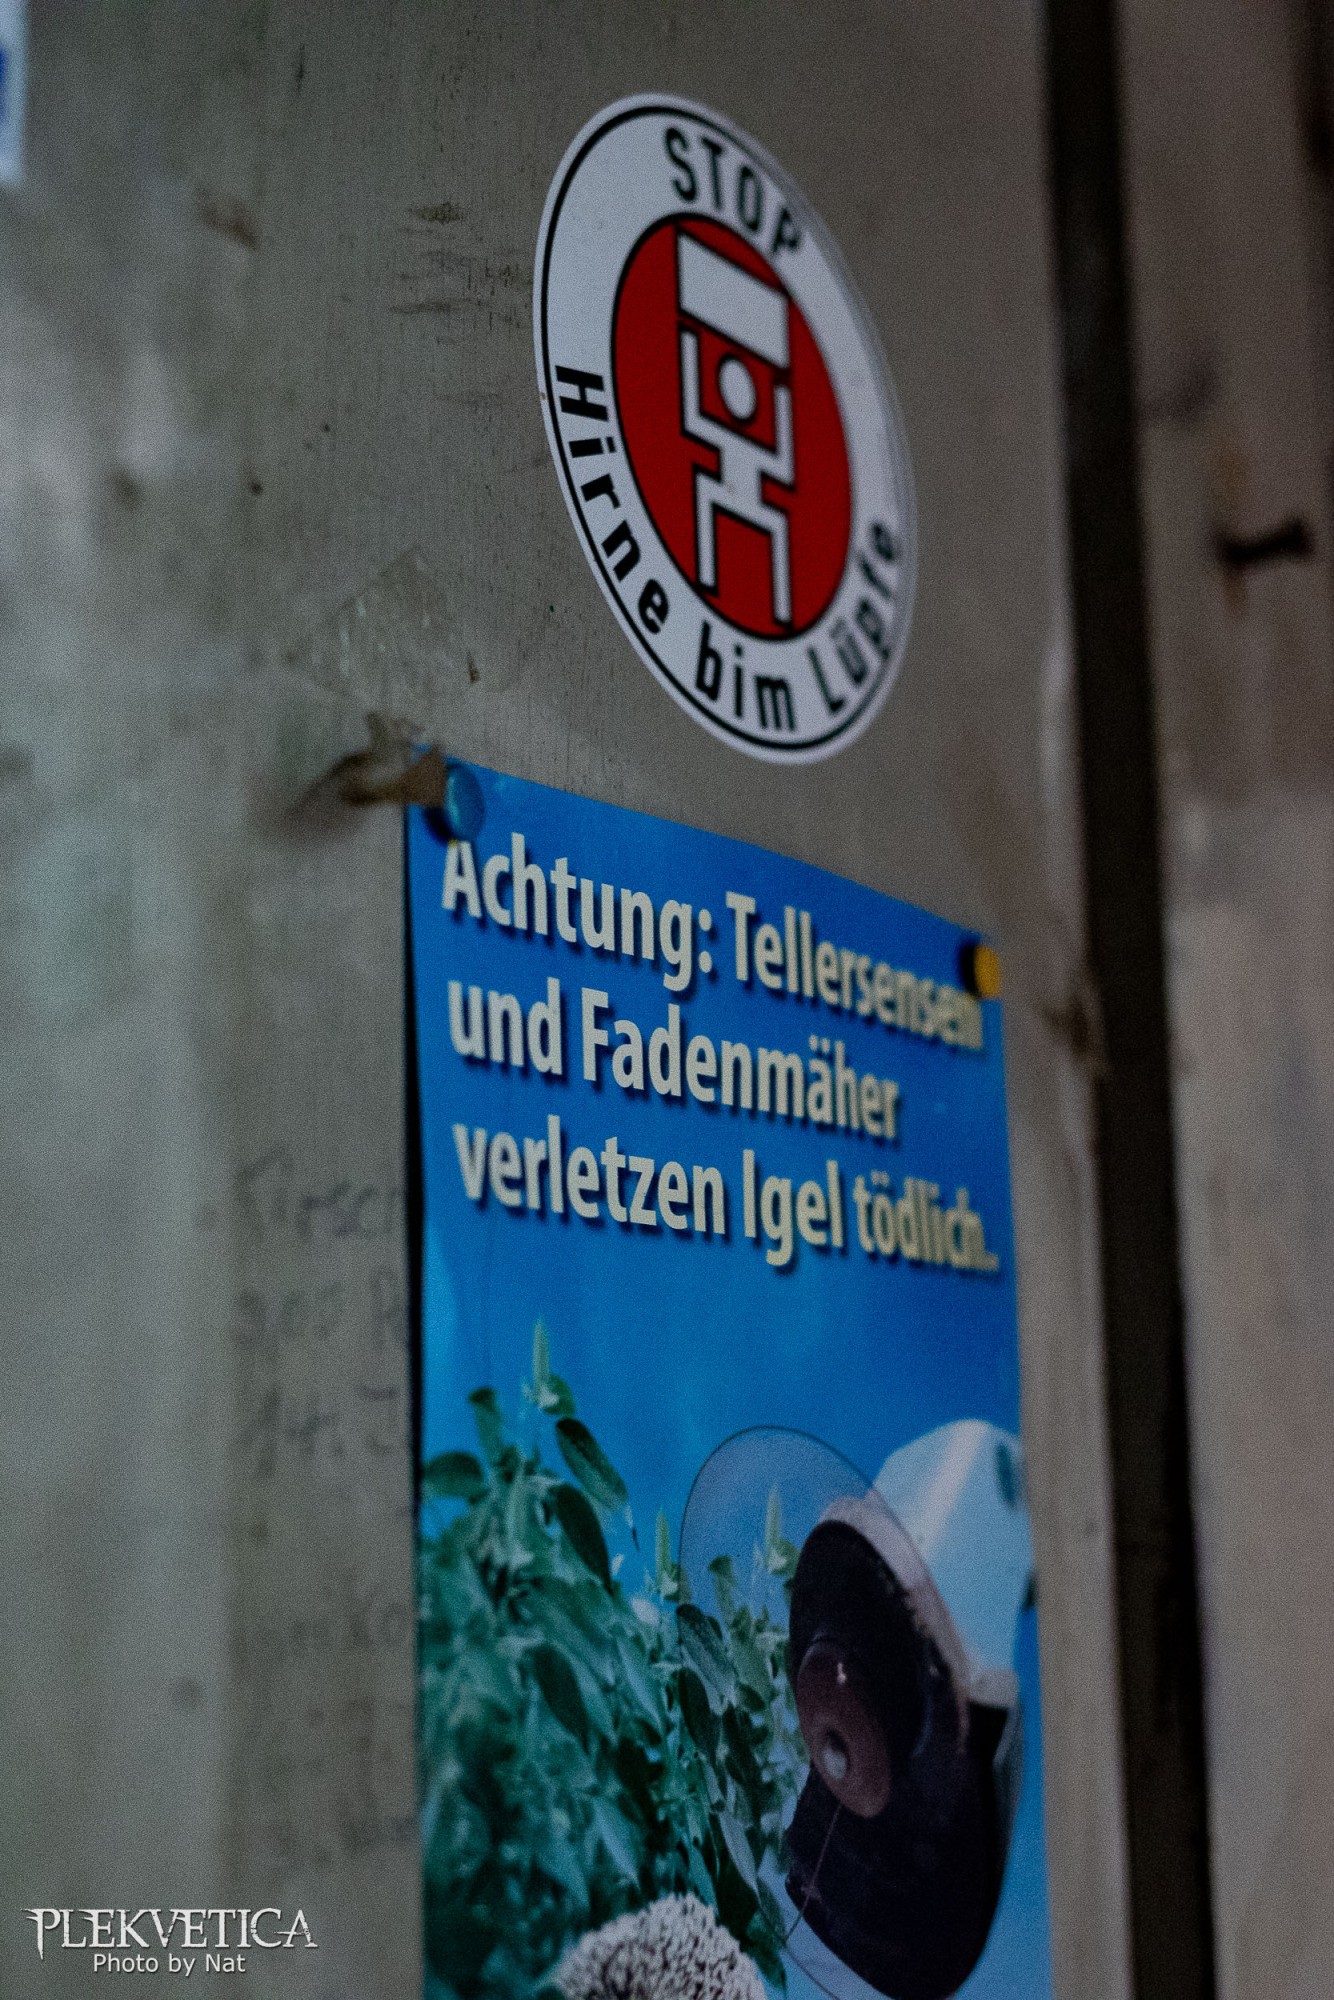 STOP
Hirne bim Lüpfe
Achtung: Tellersensen
und Fadenmäher
verletzen Igel tödlich.
PLEKVETICA
Photo by Nat